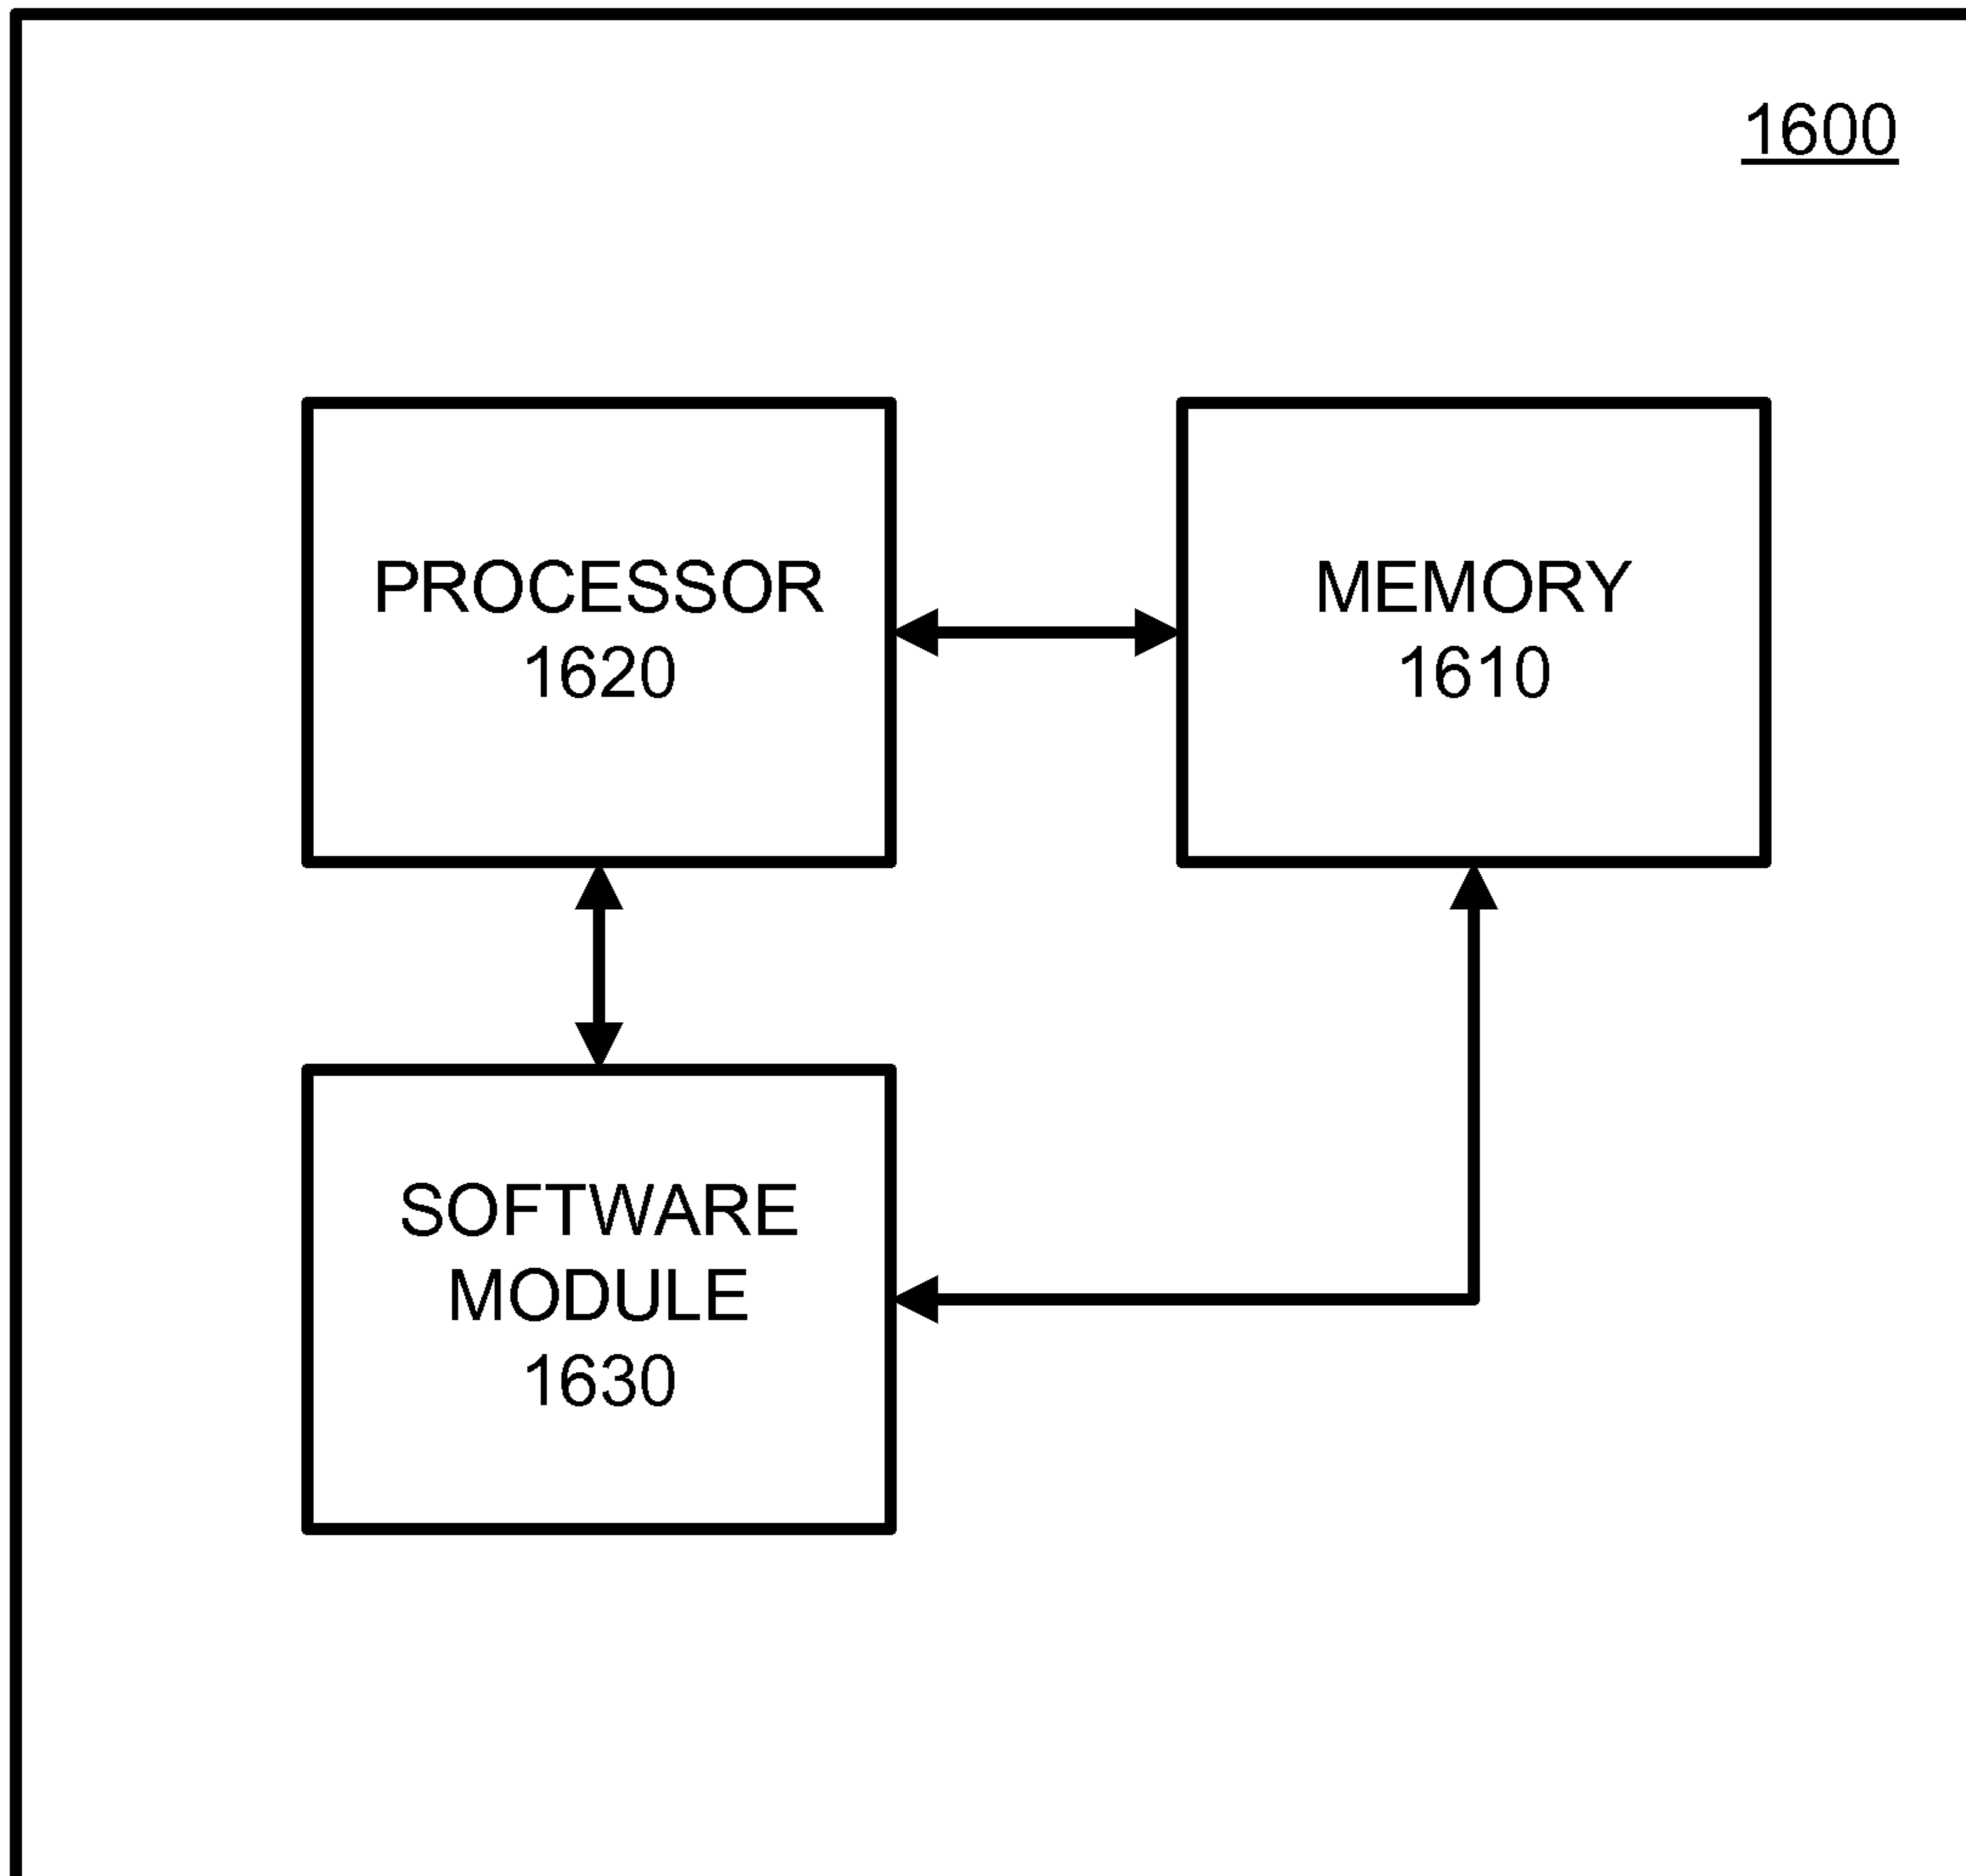 1600
PROCESSOR
1620
MEMORY
1610
SOFTWARE
MODULE
1630